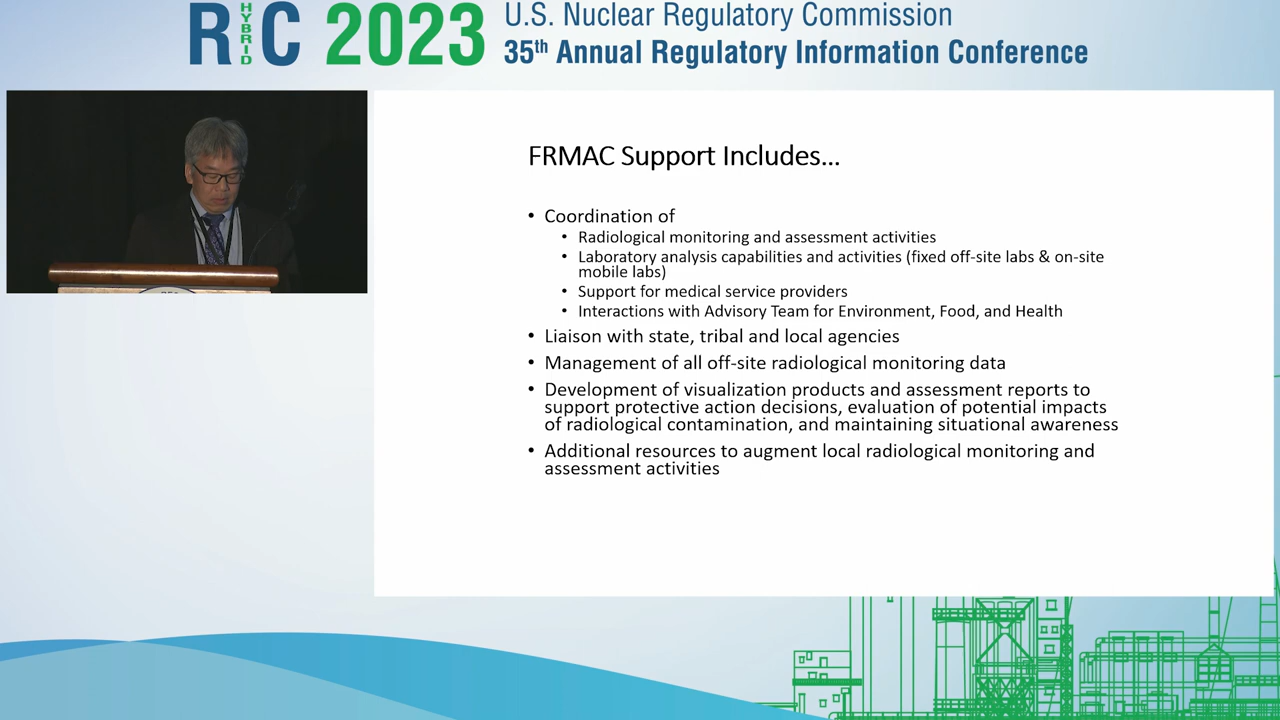 RIC HYBRID 2023
U.S. Nuclear Regulatory Commission
35th Annual Regulatory Information Conference
FRMAC Support Includes...
• Coordination of
• Radiological monitoring and assessment activities
• Laboratory analysis capabilities and activities (fixed off-site labs & on-site
mobile labs)
• Support for medical service providers
• Interactions with Advisory Team for Environment, Food, and Health
• Liaison with state, tribal and local agencies
• Management of all off-site radiological monitoring data
• Development of visualization products and assessment reports to
support protective action decisions, evaluation of potential impacts
of radiological contamination, and maintaining situational awareness
• Additional resources to augment local radiological monitoring and
assessment activities